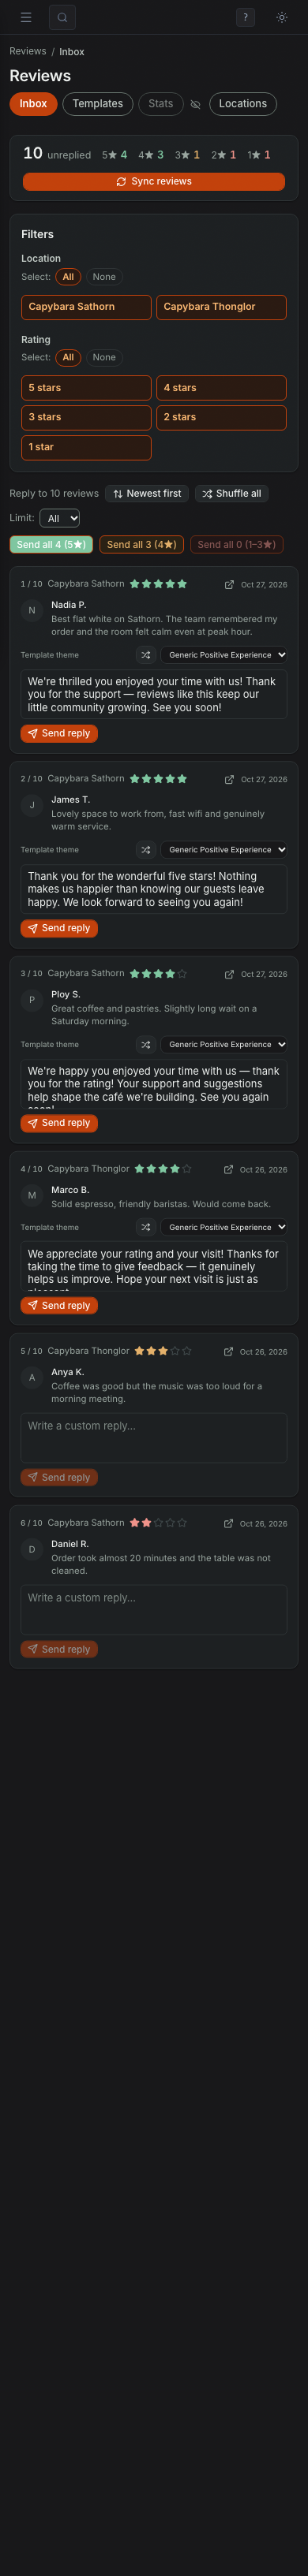 ?
Reviews / Inbox
Reviews
Inbox Templates Stats Locations
10 unreplied 5★ 4 4★ 3 3★ 1 2★ 1 1★ 1
Sync reviews
Filters
Location
Select: All None
Capybara Sathorn Capybara Thonglor
Rating
Select: All None
5 stars 4 stars
3 stars 2 stars
1 star
Reply to 10 reviews Newest first Shuffle all
Limit: All
Send all 4 (5★) Send all 3 (4★) Send all 0 (1–3★)
1 / 10 Capybara Sathorn ★★★★★ Oct 27, 2026
N Nadia P.
Best flat white on Sathorn. The team remembered my
order and the room felt calm even at peak hour.
Template theme Generic Positive Experience
We're thrilled you enjoyed your time with us! Thank
you for the support — reviews like this keep our
little community growing. See you soon!
Send reply
2 / 10 Capybara Sathorn ★★★★★ Oct 27, 2026
J James T.
Lovely space to work from, fast wifi and genuinely
warm service.
Template theme Generic Positive Experience
Thank you for the wonderful five stars! Nothing
makes us happier than knowing our guests leave
happy. We look forward to seeing you again!
Send reply
3 / 10 Capybara Sathorn ★★★★☆ Oct 27, 2026
P Ploy S.
Great coffee and pastries. Slightly long wait on a
Saturday morning.
Template theme Generic Positive Experience
We're happy you enjoyed your time with us — thank
you for the rating! Your support and suggestions
help shape the café we're building. See you again
soon!
Send reply
4 / 10 Capybara Thonglor ★★★★☆ Oct 26, 2026
M Marco B.
Solid espresso, friendly baristas. Would come back.
Template theme Generic Positive Experience
We appreciate your rating and your visit! Thanks for
taking the time to give feedback — it genuinely
helps us improve. Hope your next visit is just as
Send reply
5 / 10 Capybara Thonglor ★★★☆☆ Oct 26, 2026
A Anya K.
Coffee was good but the music was too loud for a
morning meeting.
Write a custom reply...
Send reply
6 / 10 Capybara Sathorn ★★☆☆☆ Oct 26, 2026
D Daniel R.
Order took almost 20 minutes and the table was not
cleaned.
Write a custom reply...
Send reply